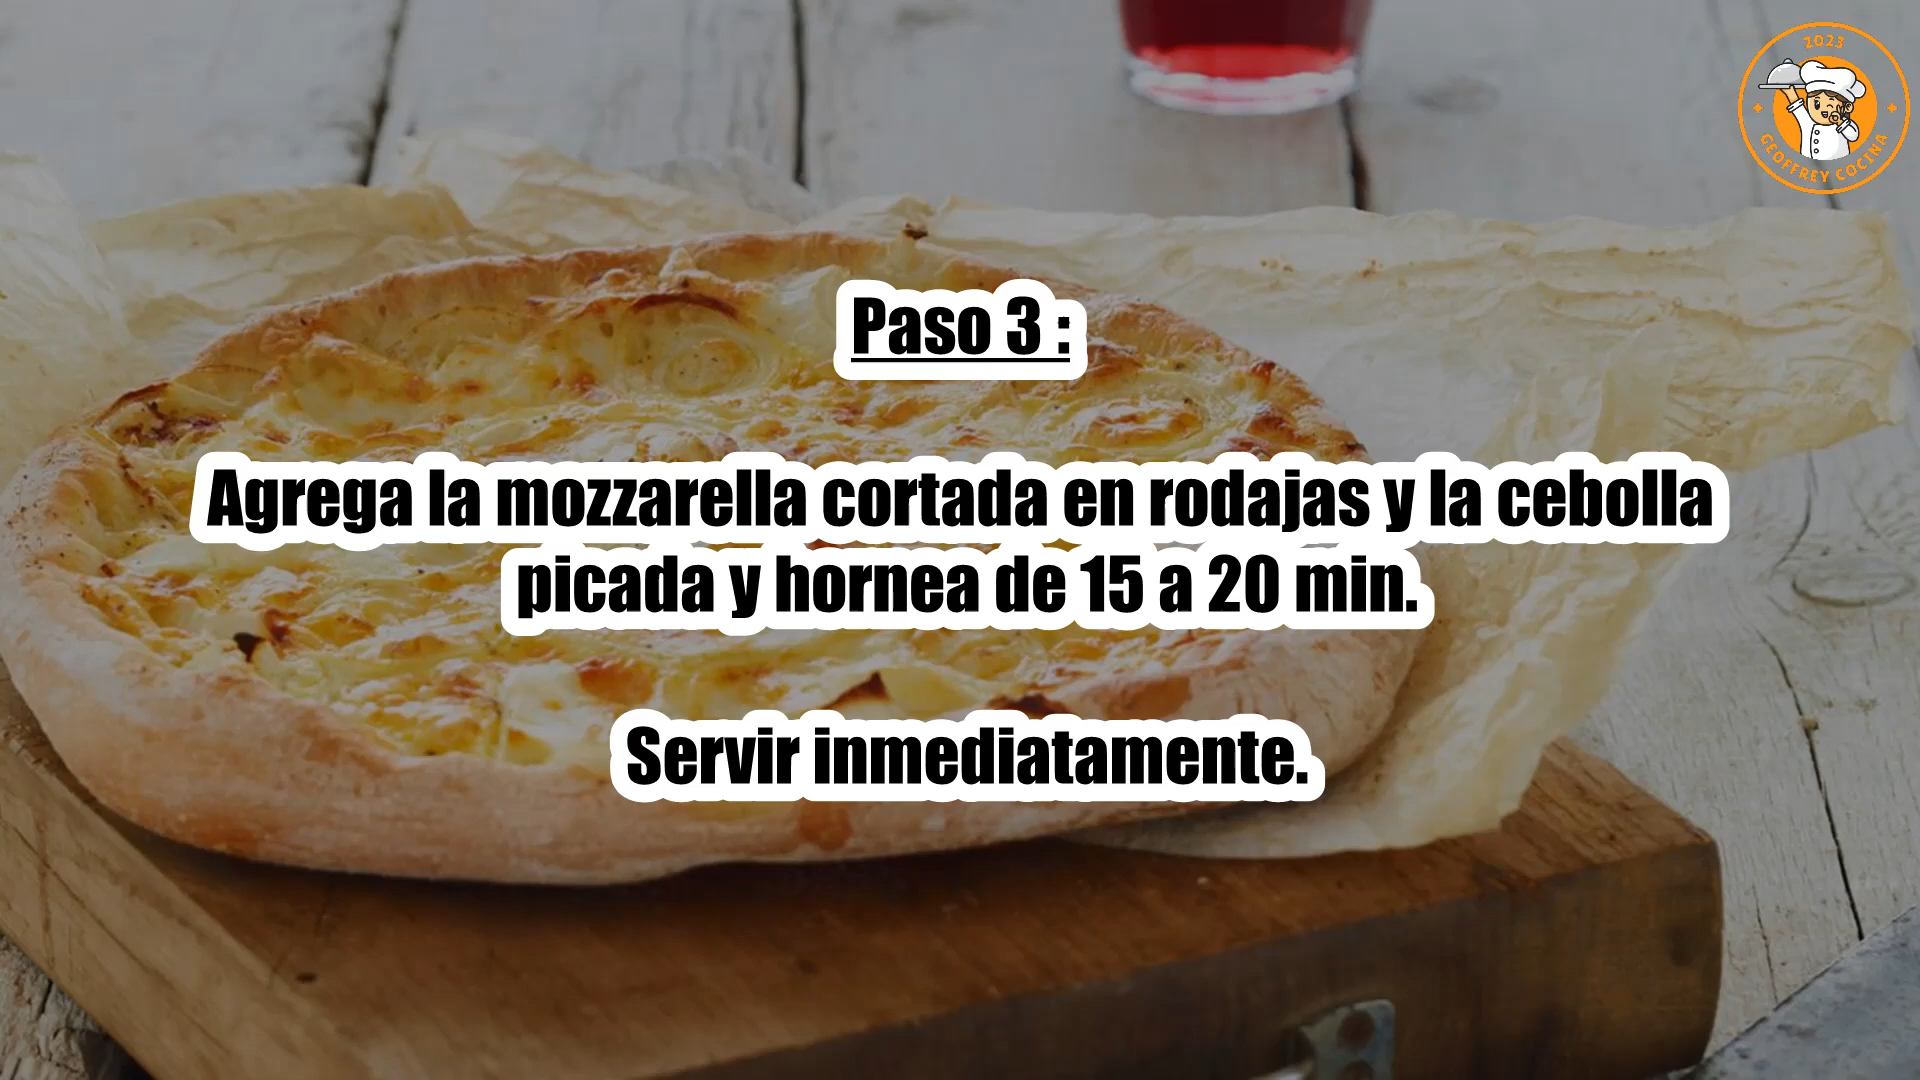 2023
GEOFFREY COCINA
Paso 3 :
Agrega la mozzarella cortada en rodajas y la cebolla
picada y hornea de 15 a 20 min.
Servir inmediatamente.